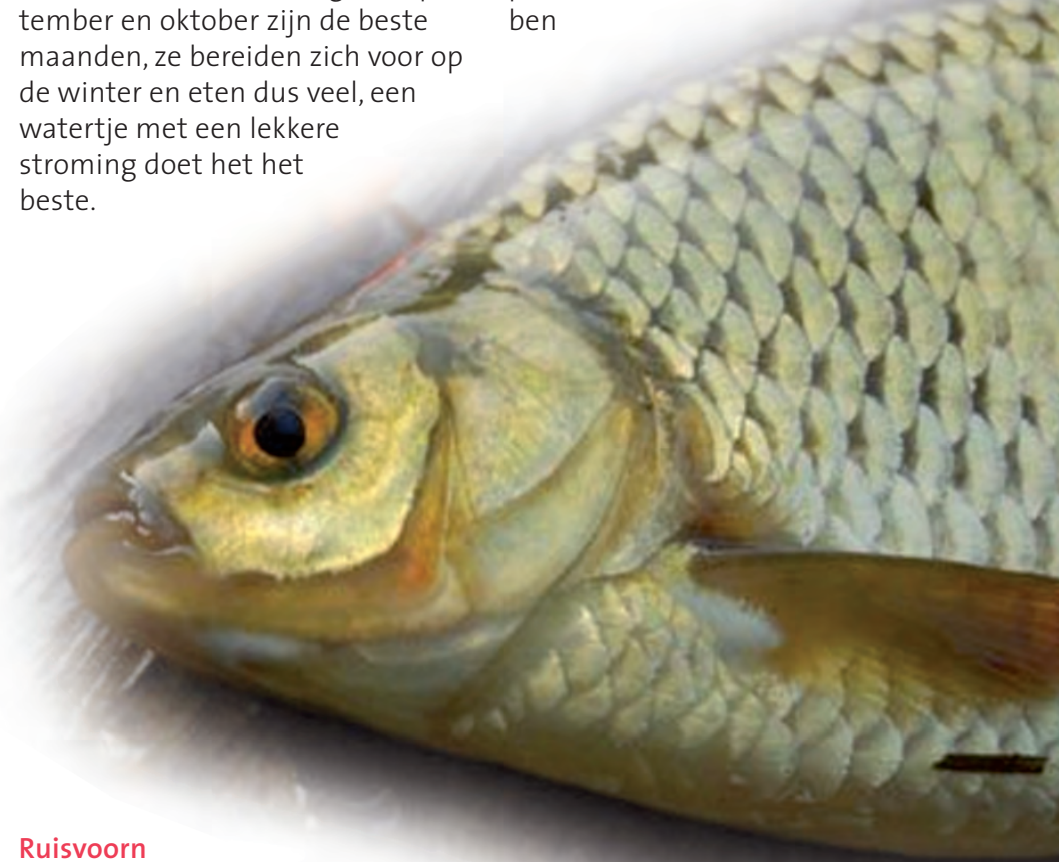 tember en oktober zijn de beste
maanden, ze bereiden zich voor op
de winter en eten dus veel, een
watertje met een lekkere
stroming doet het het
beste.
ben
Ruisvoorn